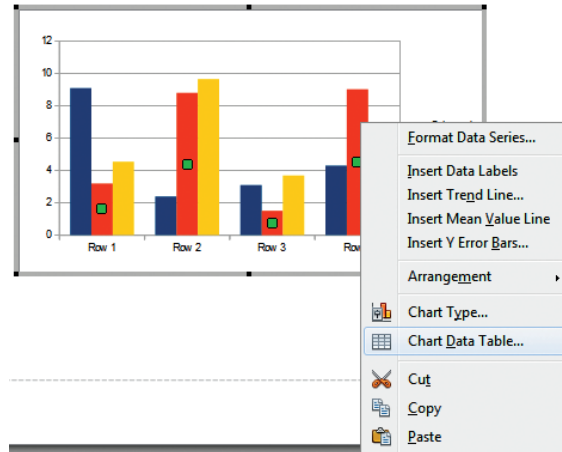 12
10
8
6
4
2
0
Row 1 Row 2 Row 3 Row
Format Data Series...
Insert Data Labels
Insert Trend Line...
Insert Mean Value Line
Insert Y Error Bars...
Arrangement
Chart Type...
Chart Data Table...
Cut
Copy
Paste